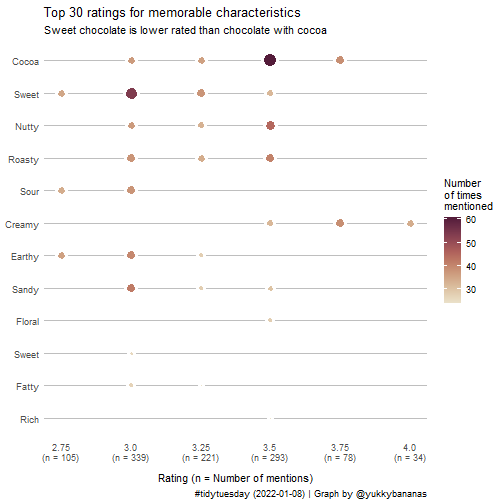 Top 30 ratings for memorable characteristics
Sweet chocolate is lower rated than chocolate with cocoa
Cocoa
Sweet
Nutty
Roasty
Sour
Creamy
Earthy
Sandy
Floral
Sweet
Fatty
Rich
Number
of times
mentioned
60
50
40
30
2.75 3.0 3.25 3.5 3.75 4.0
(n = 105) (n = 339) (n = 221) (n = 293) (n = 78) (n = 34)
Rating (n = Number of mentions)
#tidytuesday (2022-01-08) | Graph by @yukkybananas